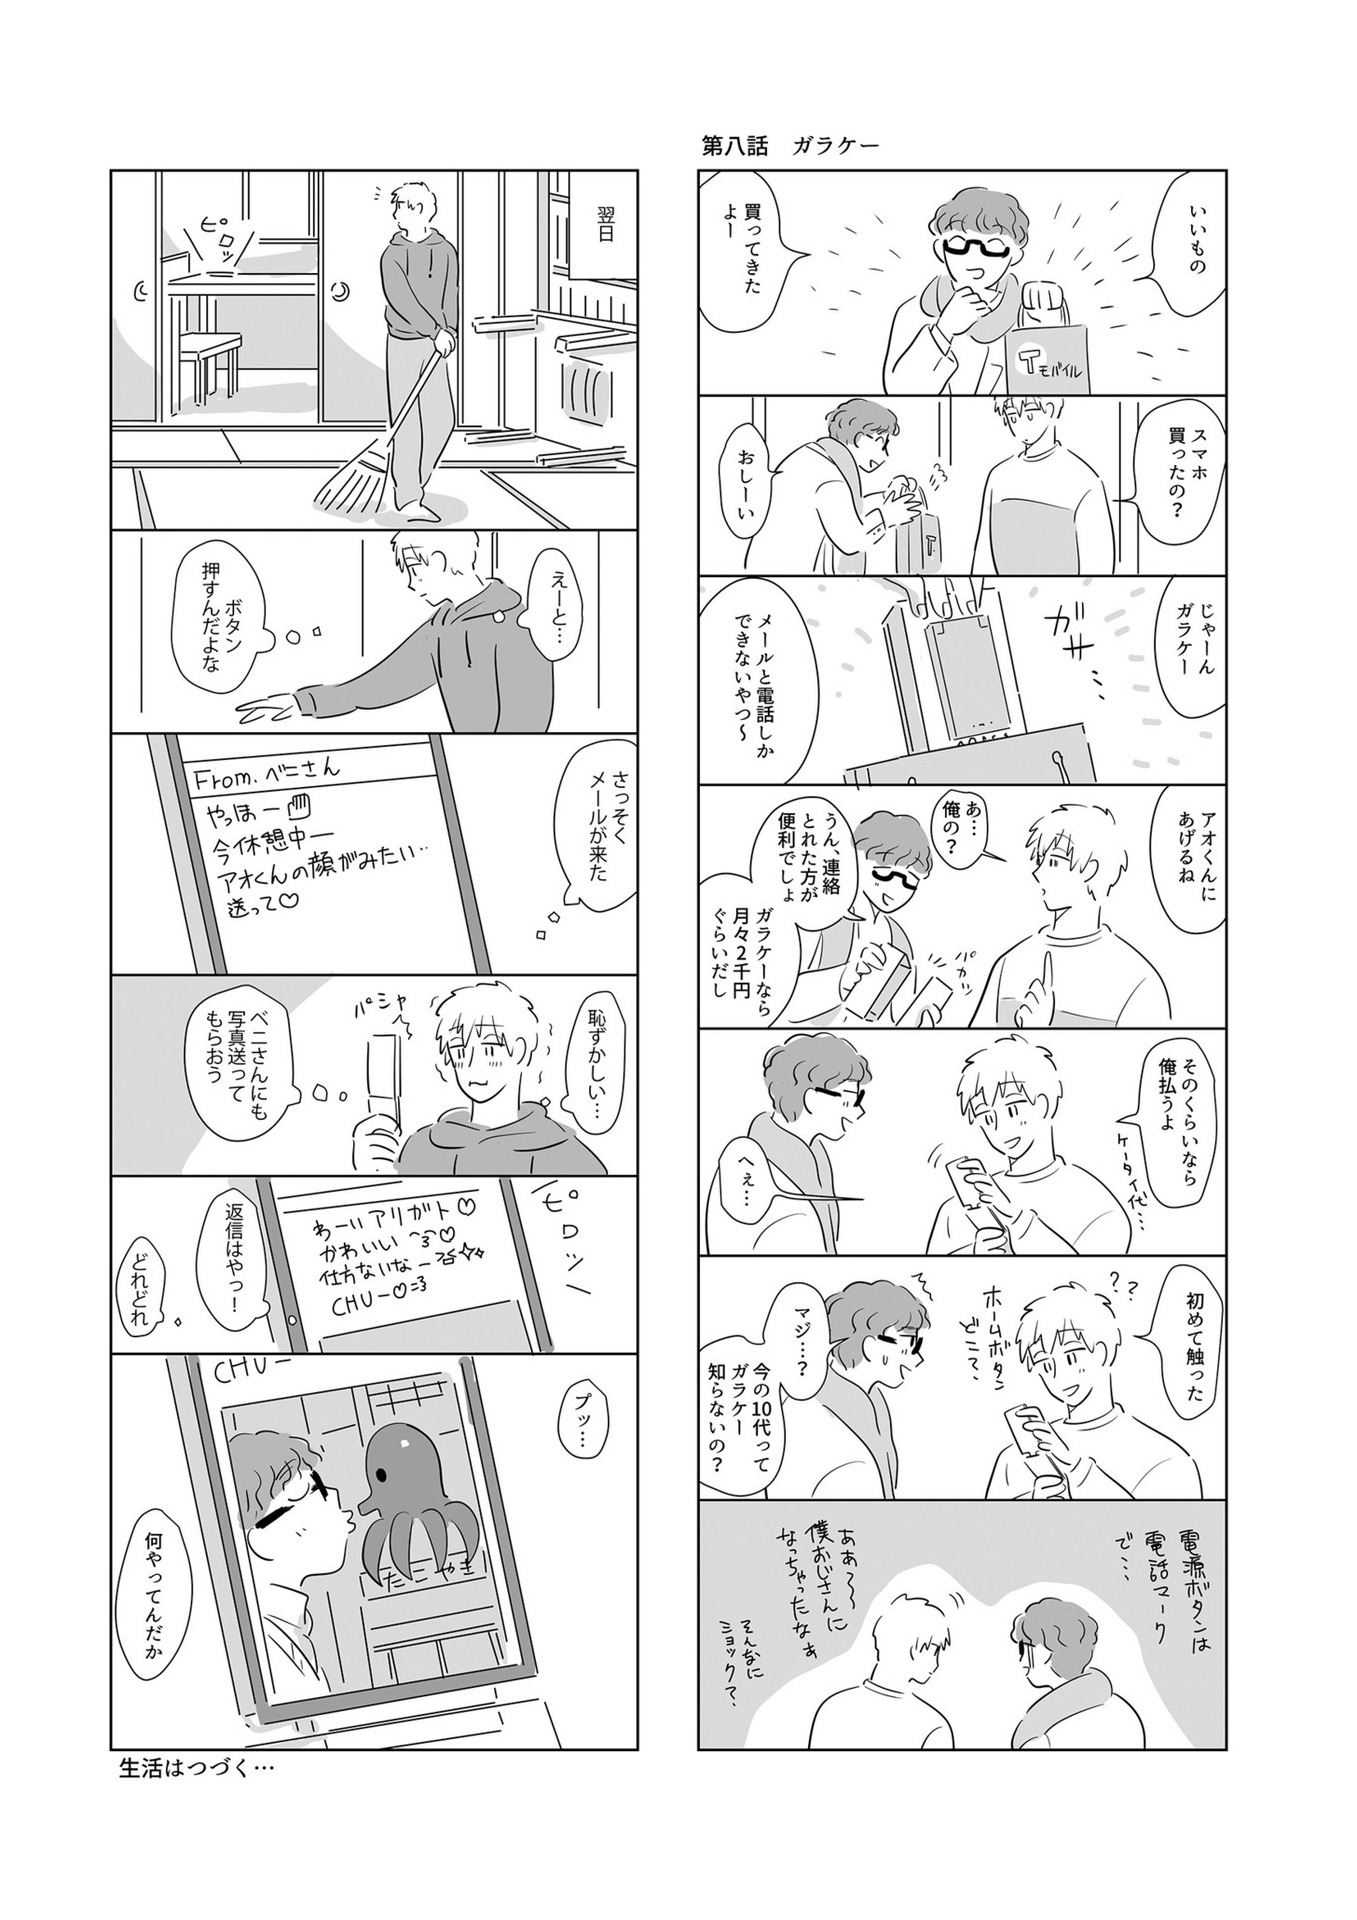 第八話 ガラケー
いいもの
買ってきた
よー
Tモバイル
スマホ
買ったの？
おしーい
T
じゃーん
ガラケー
ガサ…
メールと電話しか
できないやつ～
アオくんに
あげるね
あ…
俺の？
うん、連絡
とれた方が
便利でしょ
ガラケーなら
月々2千円
ぐらいだし
パカッ
そのくらいなら
俺払うよ
ケータイ代…
へぇ…
初めて触った
??
ホームボタン
どこ？、
マジ…？
今の10代って
ガラケー
知らないの？
電源ボタンは
電話マーク
で…
ああ～～
僕おじさんに
なっちゃったなぁ
そんなに
ショック？、
翌日
ピロッ
えーと…
ボタン
押すんだよな
さっそく
メールが来た
From. ベニさん
やっほー
今休憩中ー
アオくんの顔がみたい‥
送って♡
恥ずかしい…
パシャ
ベニさんにも
写真送って
もらおう
ピロッ
わーいアリガト♡
かわいい ♡
仕方ないなー
CHUー♡=3
返信はやっ！
どれどれ
プッ…
CHUー
たこやき
何やってんだか
生活はつづく…